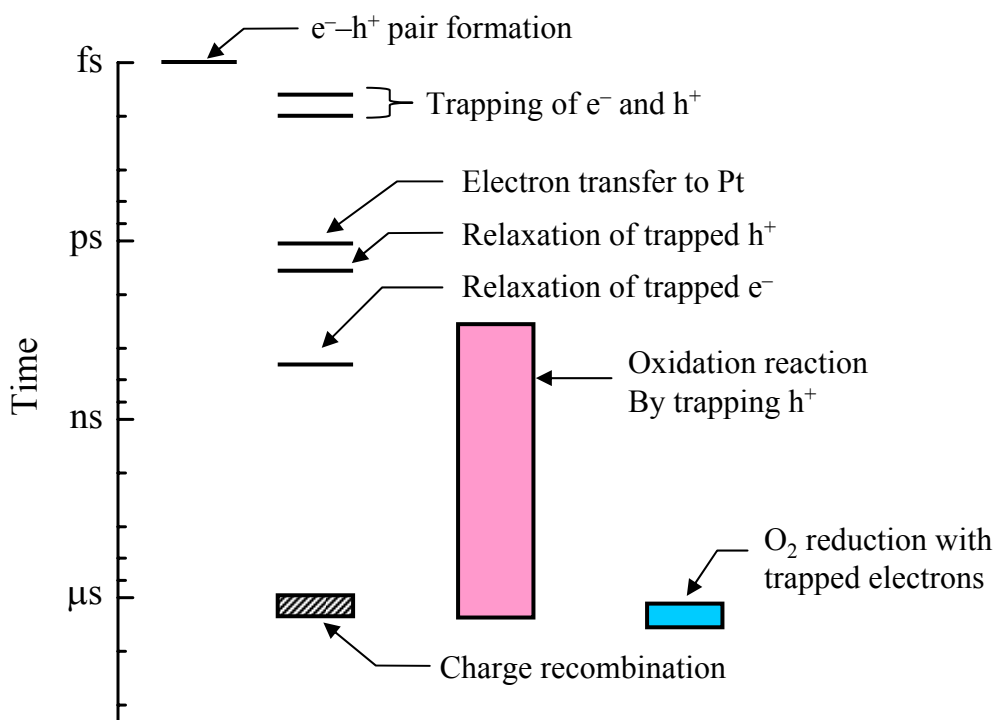 e⁻–h⁺ pair formation
fs
Trapping of e⁻ and h⁺
Electron transfer to Pt
ps
Relaxation of trapped h⁺
Relaxation of trapped e⁻
Time
Oxidation reaction
By trapping h⁺
ns
O₂ reduction with
trapped electrons
μs
Charge recombination